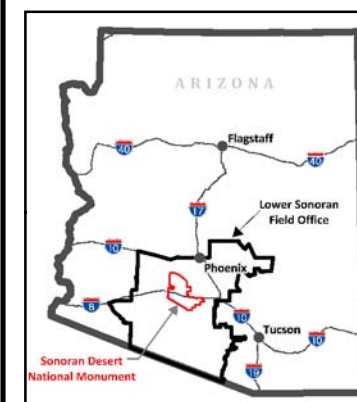 ARIZONA
Flagstaff
40
40
17
Lower Sonoran
Field Office
10
Phoenix
8
10
Tucson
10
19
Sonoran Desert
National Monument